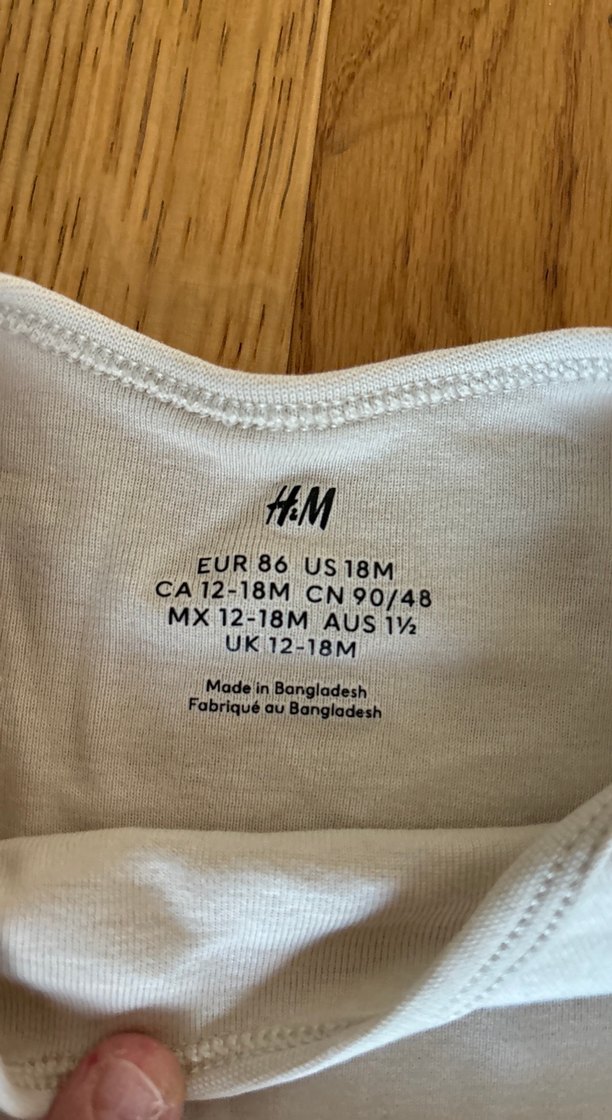 H&M
EUR 86 US 18M
CA 12-18M CN 90/48
MX 12-18M AUS 1½
UK 12-18M
Made in Bangladesh
Fabriqué au Bangladesh